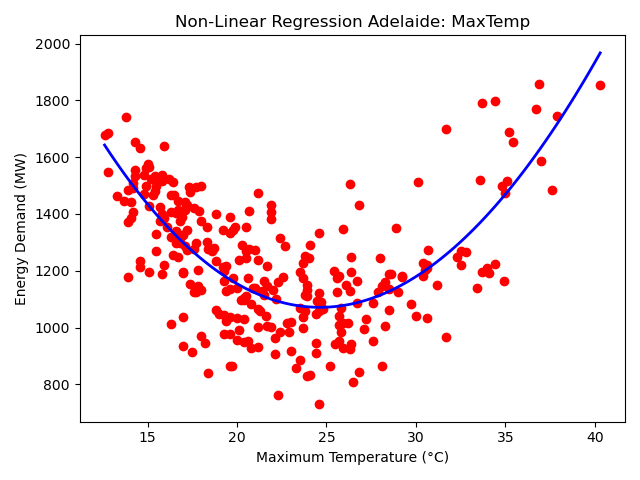 Non-Linear Regression Adelaide: MaxTemp
2000
1800
1600
1400
1200
1000
800
Energy Demand (MW)
15 20 25 30 35 40
Maximum Temperature (°C)